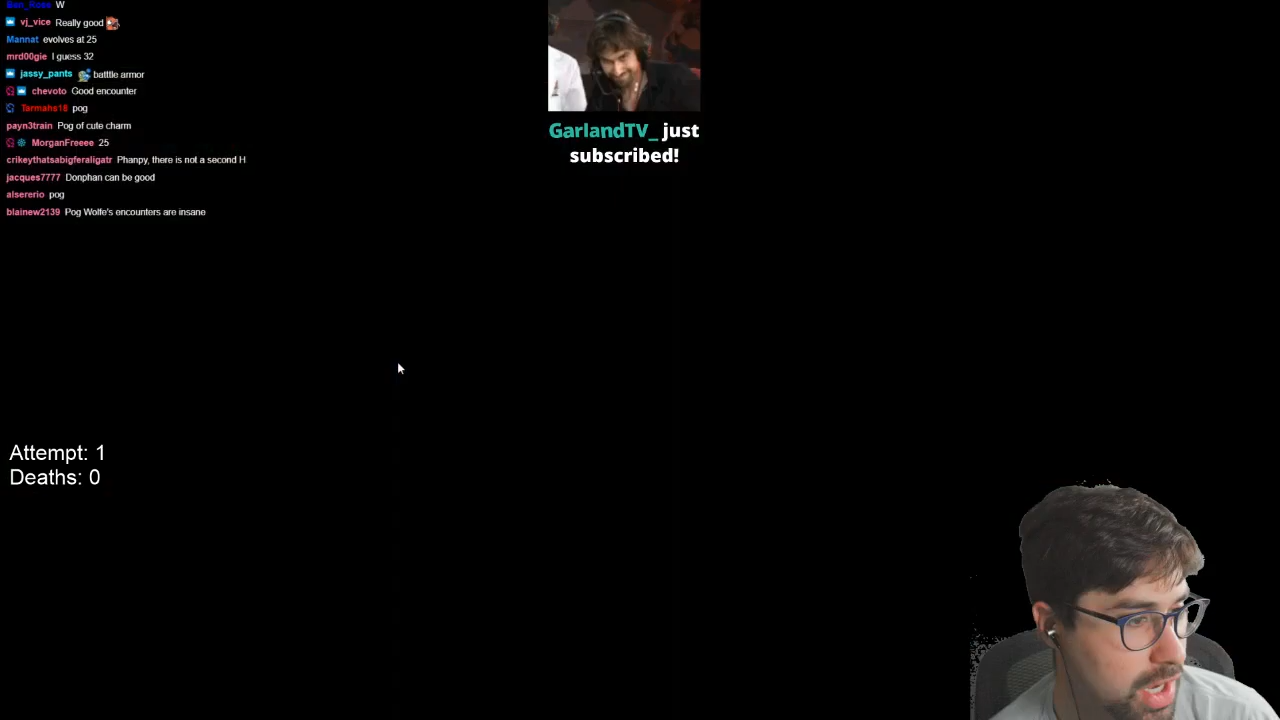 Ben_Rose W
vj_vice Really good
Mannat evolves at 25
mrd00gie I guess 32
jassy_pants batttle armor
chevoto Good encounter
Tarmahs18 pog
payn3train Pog of cute charm
MorganFreeee 25
crikeythatsabigferaligatr Phanpy, there is not a second H
jacques7777 Donphan can be good
alsererio pog
blainew2139 Pog Wolfe's encounters are insane
GarlandTV_ just
subscribed!
Attempt: 1
Deaths: 0